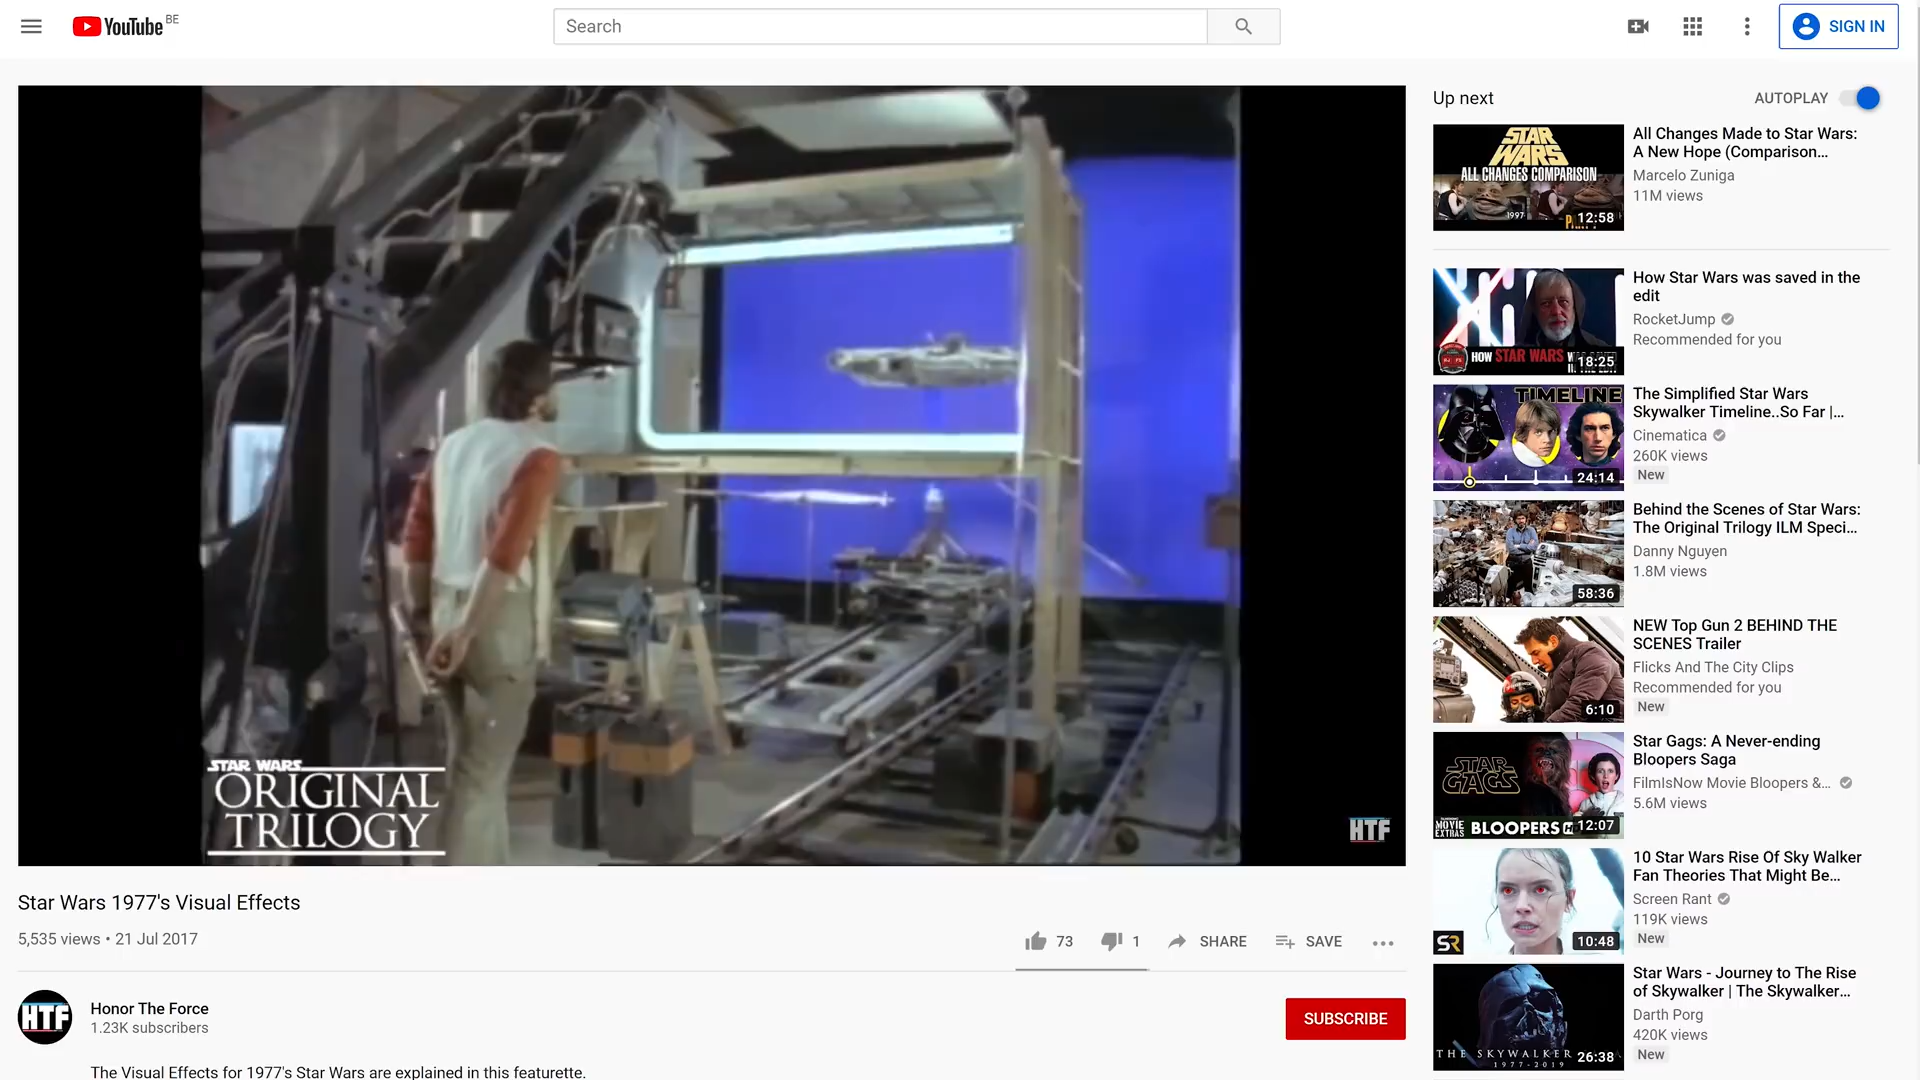 YouTube BE
Search
SIGN IN
STAR WARS
ORIGINAL
TRILOGY
HTF
Star Wars 1977's Visual Effects
5,535 views • 21 Jul 2017
73
1
SHARE
SAVE
HTF
Honor The Force
1.23K subscribers
SUBSCRIBE
The Visual Effects for 1977's Star Wars are explained in this featurette.
Up next
AUTOPLAY
STAR
WARS
ALL CHANGES COMPARISON
1997
12:58
All Changes Made to Star Wars:
A New Hope (Comparison...
Marcelo Zuniga
11M views
HOW STAR WARS
18:25
How Star Wars was saved in the
edit
RocketJump
Recommended for you
TIMELINE
24:14
The Simplified Star Wars
Skywalker Timeline..So Far |...
Cinematica
260K views
New
58:36
Behind the Scenes of Star Wars:
The Original Trilogy ILM Speci...
Danny Nguyen
1.8M views
6:10
NEW Top Gun 2 BEHIND THE
SCENES Trailer
Flicks And The City Clips
Recommended for you
New
STAR
GAGS
MOVIE
EXTRAS
BLOOPERS
12:07
Star Gags: A Never-ending
Bloopers Saga
FilmIsNow Movie Bloopers &...
5.6M views
SR
10:48
10 Star Wars Rise Of Sky Walker
Fan Theories That Might Be...
Screen Rant
119K views
New
THE SKYWALKER
1977-2019
26:38
Star Wars - Journey to The Rise
of Skywalker | The Skywalker...
Darth Porg
420K views
New